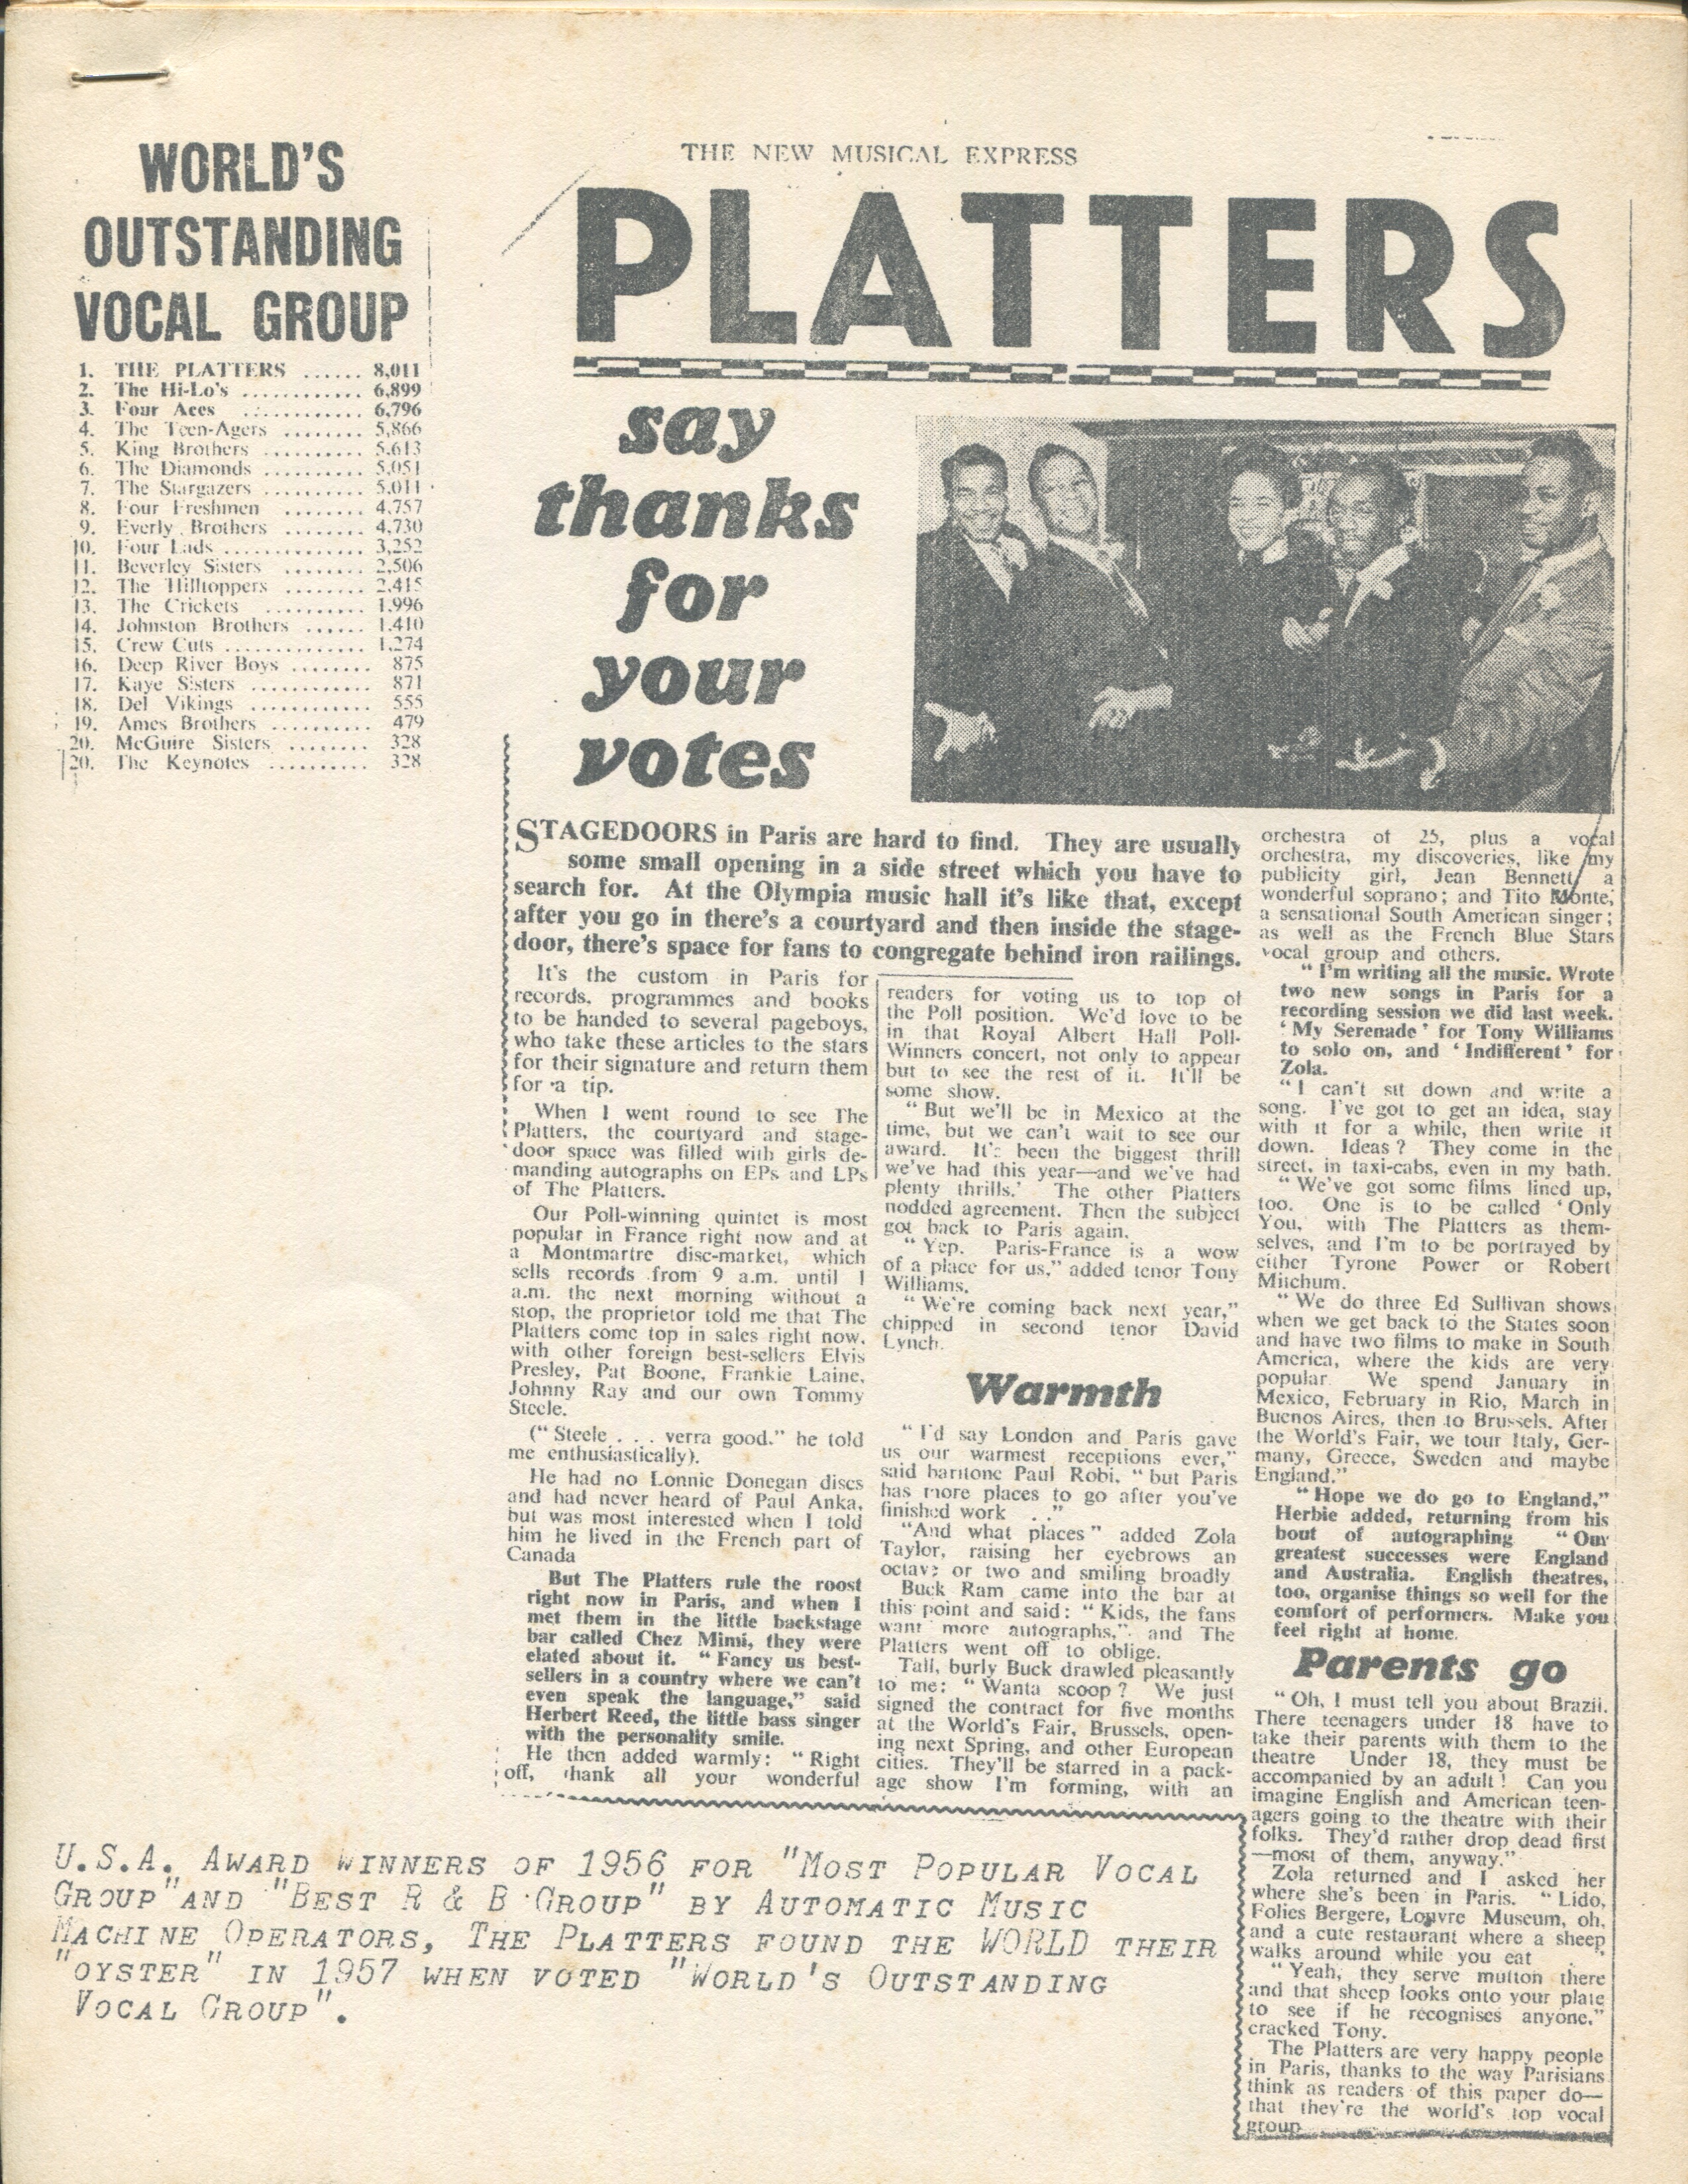 WORLD'S
OUTSTANDING
VOCAL GROUP
1. THE PLATTERS ...... 8,011
2. The Hi-Lo's ............ 6,899
3. Four Aces ............ 6,796
4. The Teen-Agers ........ 5,866
5. King Brothers .......... 5,613
6. The Diamonds .......... 5,051
7. The Stargazers .......... 5,011
8. Four Freshmen ........ 4,757
9. Everly Brothers ........ 4,730
10. Four Lads .............. 3,252
11. Beverley Sisters ........ 2,506
12. The Hilltoppers ........ 2,415
13. The Crickets .......... 1,996
14. Johnston Brothers ...... 1,410
15. Crew Cuts .............. 1,274
16. Deep River Boys ........ 875
17. Kaye Sisters ............ 871
18. Del Vikings ............ 555
19. Ames Brothers .......... 479
20. McGuire Sisters ........ 328
20. The Keynotes .......... 328
THE NEW MUSICAL EXPRESS
PLATTERS
say
thanks
for
your
votes
STAGEDOORS in Paris are hard to find. They are usually
some small opening in a side street which you have to
search for. At the Olympia music hall it's like that, except
after you go in there's a courtyard and then inside the stage-
door, there's space for fans to congregate behind iron railings.
It's the custom in Paris for
records, programmes and books
to be handed to several pageboys,
who take these articles to the stars
for their signature and return them
for a tip.
When I went round to see The
Platters, the courtyard and stage-
door space was filled with girls de-
manding autographs on EPs and LPs
of The Platters.
Our Poll-winning quintet is most
popular in France right now and at
a Montmartre disc-market, which
sells records from 9 a.m. until 1
a.m. the next morning without a
stop, the proprietor told me that The
Platters come top in sales right now,
with other foreign best-sellers Elvis
Presley, Pat Boone, Frankie Laine,
Johnny Ray and our own Tommy
Steele.
("Steele . . . verra good." he told
me enthusiastically).
He had no Lonnie Donegan discs
and had never heard of Paul Anka,
but was most interested when I told
him he lived in the French part of
Canada
But The Platters rule the roost
right now in Paris, and when I
met them in the little backstage
bar called Chez Mimi, they were
elated about it. "Fancy us best-
sellers in a country where we can't
even speak the language," said
Herbert Reed, the little bass singer
with the personality smile.
He then added warmly: "Right
off, thank all your wonderful
readers for voting us to top of
the Poll position. We'd love to be
in that Royal Albert Hall Poll-
Winners concert, not only to appear
but to see the rest of it. It'll be
some show.
"But we'll be in Mexico at the
time, but we can't wait to see our
award. It's been the biggest thrill
we've had this year—and we've had
plenty thrills.' The other Platters
nodded agreement. Then the subject
got back to Paris again.
"Yep. Paris-France is a wow
of a place for us," added tenor Tony
Williams.
"We're coming back next year,"
chipped in second tenor David
Lynch.
Warmth
"I'd say London and Paris gave
us our warmest receptions ever,"
said baritone Paul Robi, "but Paris
has more places to go after you've
finished work . ."
"And what places" added Zola
Taylor, raising her eyebrows an
octave or two and smiling broadly
Buck Ram came into the bar at
this point and said: "Kids, the fans
want more autographs," and The
Platters went off to oblige.
Tall, burly Buck drawled pleasantly
to me: "Wanta scoop? We just
signed the contract for five months
at the World's Fair, Brussels, open-
ing next Spring, and other European
cities. They'll be starred in a pack-
age show I'm forming, with an
orchestra of 25, plus a vocal
orchestra, my discoveries, like my
publicity girl, Jean Bennett, a
wonderful soprano; and Tito Monte,
a sensational South American singer;
as well as the French Blue Stars
vocal group and others.
"I'm writing all the music. Wrote
two new songs in Paris for a
recording session we did last week.
'My Serenade' for Tony Williams
to solo on, and 'Indifferent' for
Zola.
"I can't sit down and write a
song. I've got to get an idea, stay
with it for a while, then write it
down. Ideas? They come in the
street, in taxi-cabs, even in my bath.
"We've got some films lined up,
too. One is to be called 'Only
You,' with The Platters as them-
selves, and I'm to be portrayed by
either Tyrone Power or Robert
Mitchum.
"We do three Ed Sullivan shows
when we get back to the States soon
and have two films to make in South
America, where the kids are very
popular. We spend January in
Mexico, February in Rio, March in
Buenos Aires, then to Brussels. After
the World's Fair, we tour Italy, Ger-
many, Greece, Sweden and maybe
England."
"Hope we do go to England,"
Herbie added, returning from his
bout of autographing "Our
greatest successes were England
and Australia. English theatres,
too, organise things so well for the
comfort of performers. Make you
feel right at home.
Parents go
"Oh, I must tell you about Brazil.
There teenagers under 18 have to
take their parents with them to the
theatre Under 18, they must be
accompanied by an adult! Can you
imagine English and American teen-
agers going to the theatre with their
folks. They'd rather drop dead first
—most of them, anyway."
Zola returned and I asked her
where she's been in Paris. "Lido,
Folies Bergere, Louvre Museum, oh,
and a cute restaurant where a sheep
walks around while you eat . "
"Yeah, they serve mutton there
and that sheep looks onto your plate
to see if he recognises anyone,"
cracked Tony.
The Platters are very happy people
in Paris, thanks to the way Parisians
think as readers of this paper do—
that they're the world's top vocal
group
U.S.A. AWARD WINNERS OF 1956 FOR "MOST POPULAR VOCAL
GROUP"AND "BEST R & B GROUP" BY AUTOMATIC MUSIC
MACHINE OPERATORS, THE PLATTERS FOUND THE WORLD THEIR
"OYSTER" IN 1957 WHEN VOTED "WORLD'S OUTSTANDING
VOCAL GROUP".